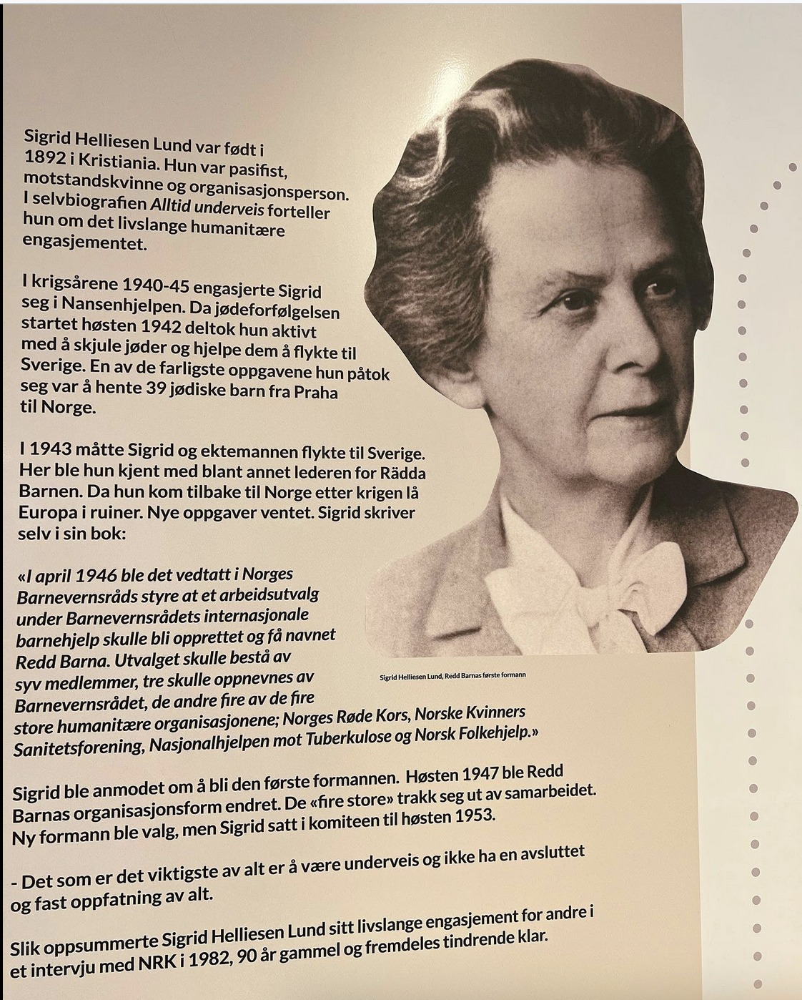 Sigrid Helliesen Lund var født i
1892 i Kristiania. Hun var pasifist,
motstandskvinne og organisasjonsperson.
I selvbiografien Alltid underveis forteller
hun om det livslange humanitære
engasjementet.
I krigsårene 1940-45 engasjerte Sigrid
seg i Nansenhjelpen. Da jødeforfølgelsen
startet høsten 1942 deltok hun aktivt
med å skjule jøder og hjelpe dem å flykte til
Sverige. En av de farligste oppgavene hun påtok
seg var å hente 39 jødiske barn fra Praha
til Norge.
I 1943 måtte Sigrid og ektemannen flykte til Sverige.
Her ble hun kjent med blant annet lederen for Rädda
Barnen. Da hun kom tilbake til Norge etter krigen lå
Europa i ruiner. Nye oppgaver ventet. Sigrid skriver
selv i sin bok:
«I april 1946 ble det vedtatt i Norges
Barnevernsråds styre at et arbeidsutvalg
under Barnevernsrådets internasjonale
barnehjelp skulle bli opprettet og få navnet
Redd Barna. Utvalget skulle bestå av
syv medlemmer, tre skulle oppnevnes av
Barnevernsrådet, de andre fire av de fire
store humanitære organisasjonene; Norges Røde Kors, Norske Kvinners
Sanitetsforening, Nasjonalhjelpen mot Tuberkulose og Norsk Folkehjelp.»
Sigrid Helliesen Lund, Redd Barnas første formann
Sigrid ble anmodet om å bli den første formannen. Høsten 1947 ble Redd
Barnas organisasjonsform endret. De «fire store» trakk seg ut av samarbeidet.
Ny formann ble valg, men Sigrid satt i komiteen til høsten 1953.
- Det som er det viktigste av alt er å være underveis og ikke ha en avsluttet
og fast oppfatning av alt.
Slik oppsummerte Sigrid Helliesen Lund sitt livslange engasjement for andre i
et intervju med NRK i 1982, 90 år gammel og fremdeles tindrende klar.